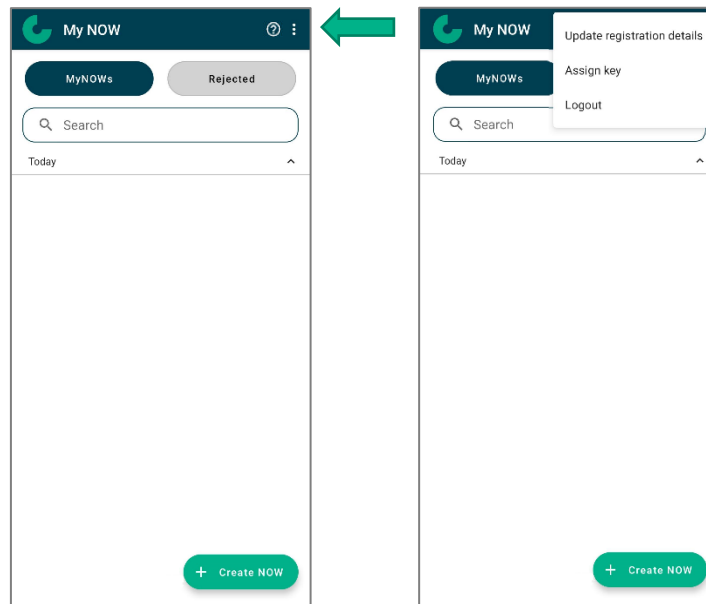 My NOW
MyNOWs Rejected
Search
Today
+ Create NOW
My NOW
Update registration details
Assign key
Logout
MyNOWs
Search
Today
+ Create NOW